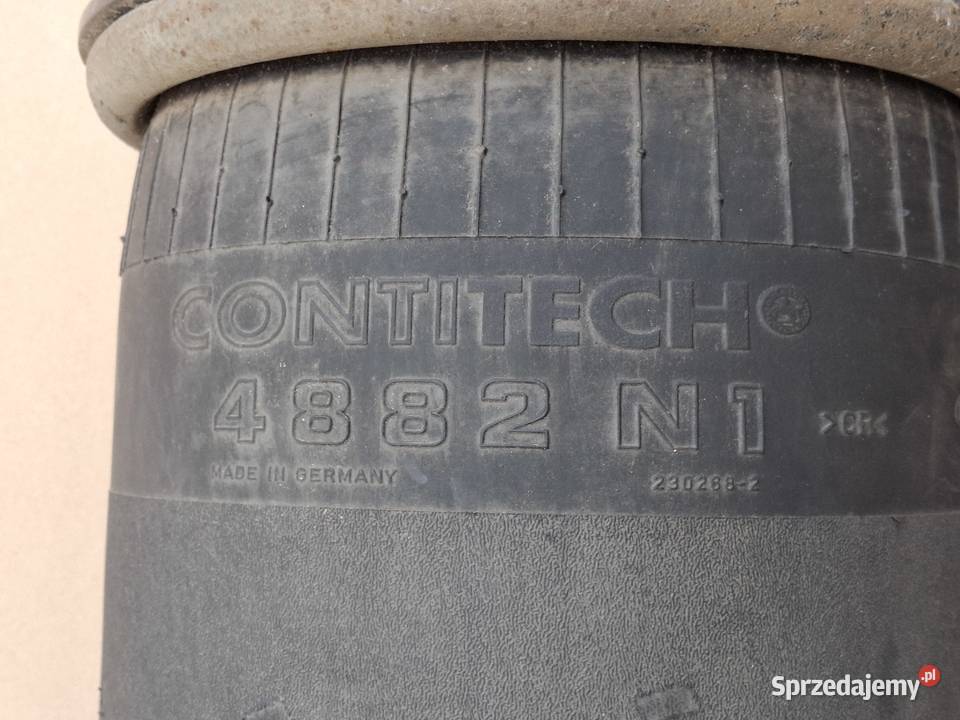 CONTITECH
4882 N1
>CR<
MADE IN GERMANY
230268-2
Sprzedajemy.pl